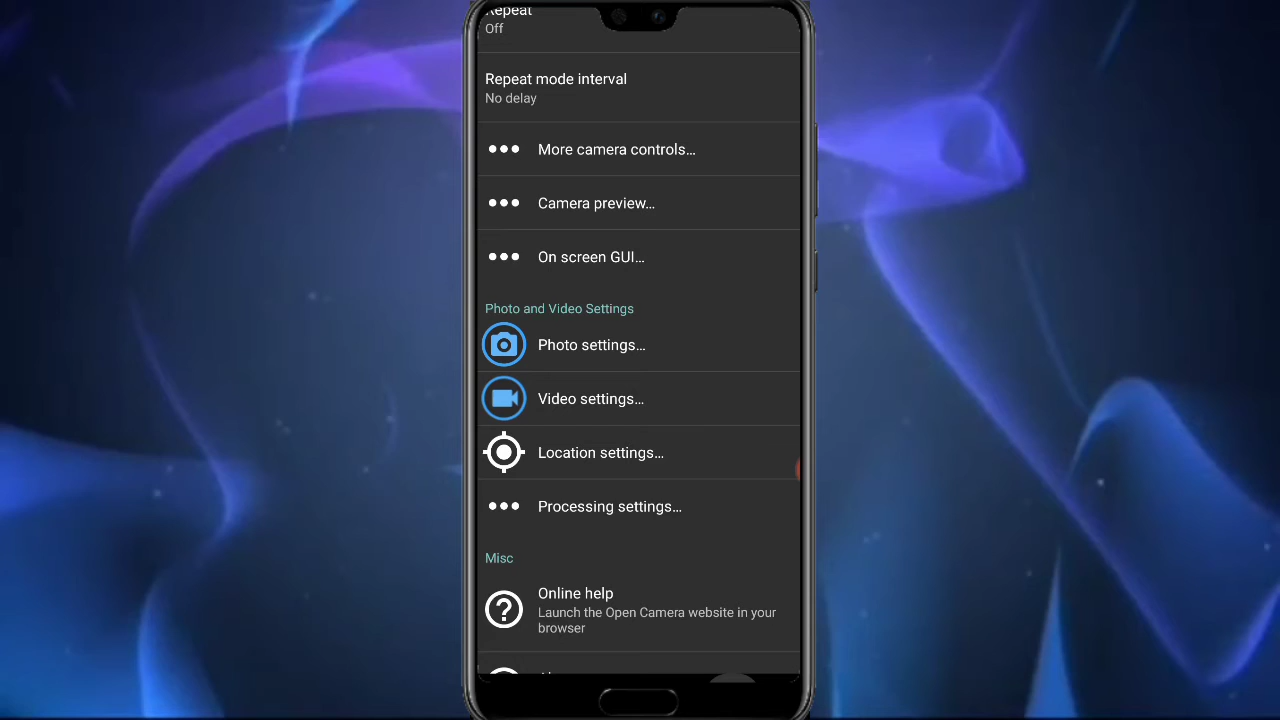 Repeat
Off
Repeat mode interval
No delay
More camera controls...
Camera preview...
On screen GUI...
Photo and Video Settings
Photo settings...
Video settings...
Location settings...
Processing settings...
Misc
Online help
Launch the Open Camera website in your
browser